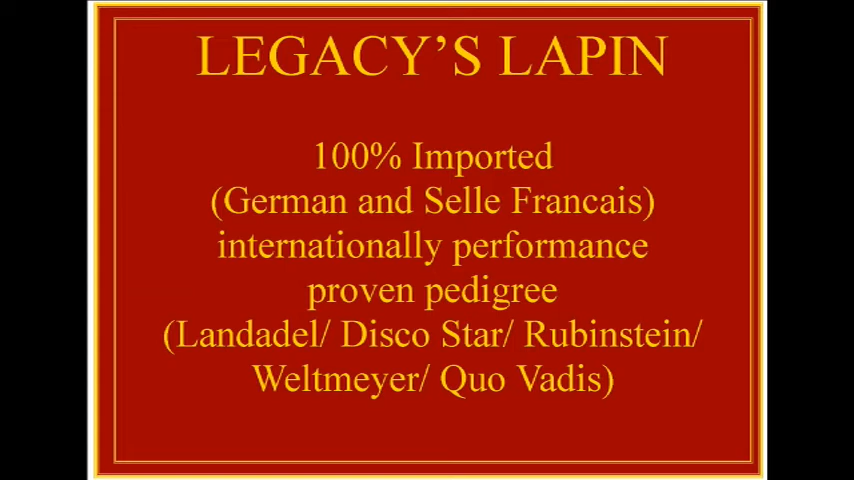 LEGACY’S LAPIN
100% Imported
(German and Selle Francais)
internationally performance
proven pedigree
(Landadel/ Disco Star/ Rubinstein/
Weltmeyer/ Quo Vadis)